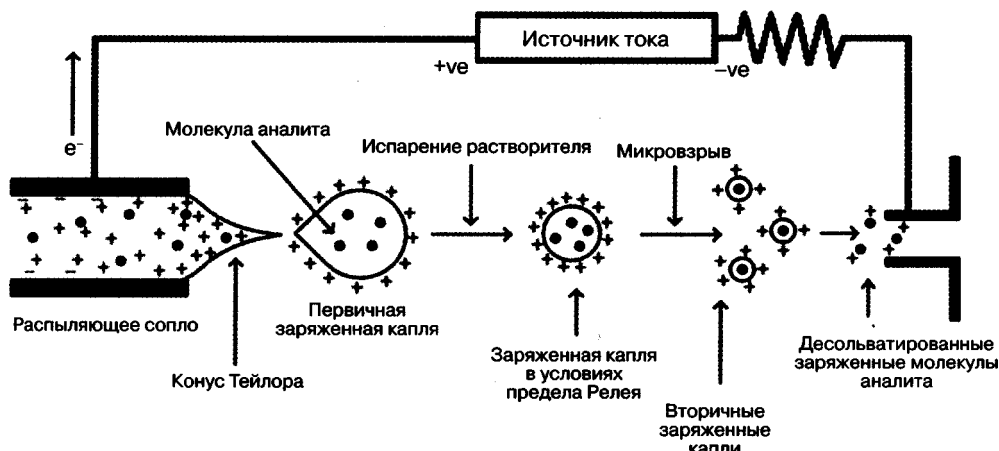 Источник тока
+ve
–ve
e⁻
Молекула аналита
Испарение растворителя
Микровзрыв
Распыляющее сопло
Первичная
заряженная капля
Конус Тейлора
Заряженная капля
в условиях
предела Релея
Вторичные
заряженные
капли
Десольватированные
заряженные молекулы
аналита